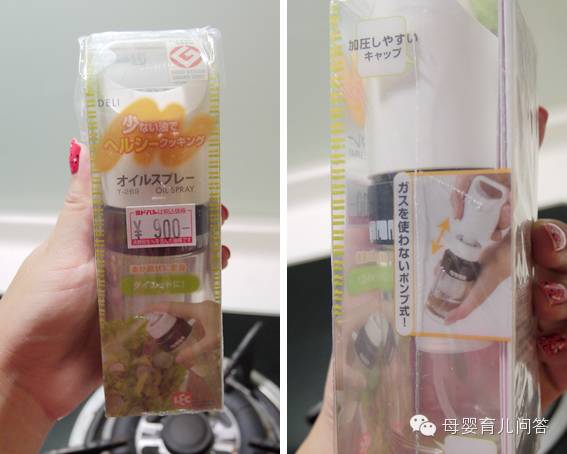 DELI
少ない油で
ヘルシークッキング
オイルスプレー
T-269 OIL SPRAY
¥ 900-
LEC
加圧しやすい
キャップ
ガスを使わないポンプ式!
母婴育儿问答